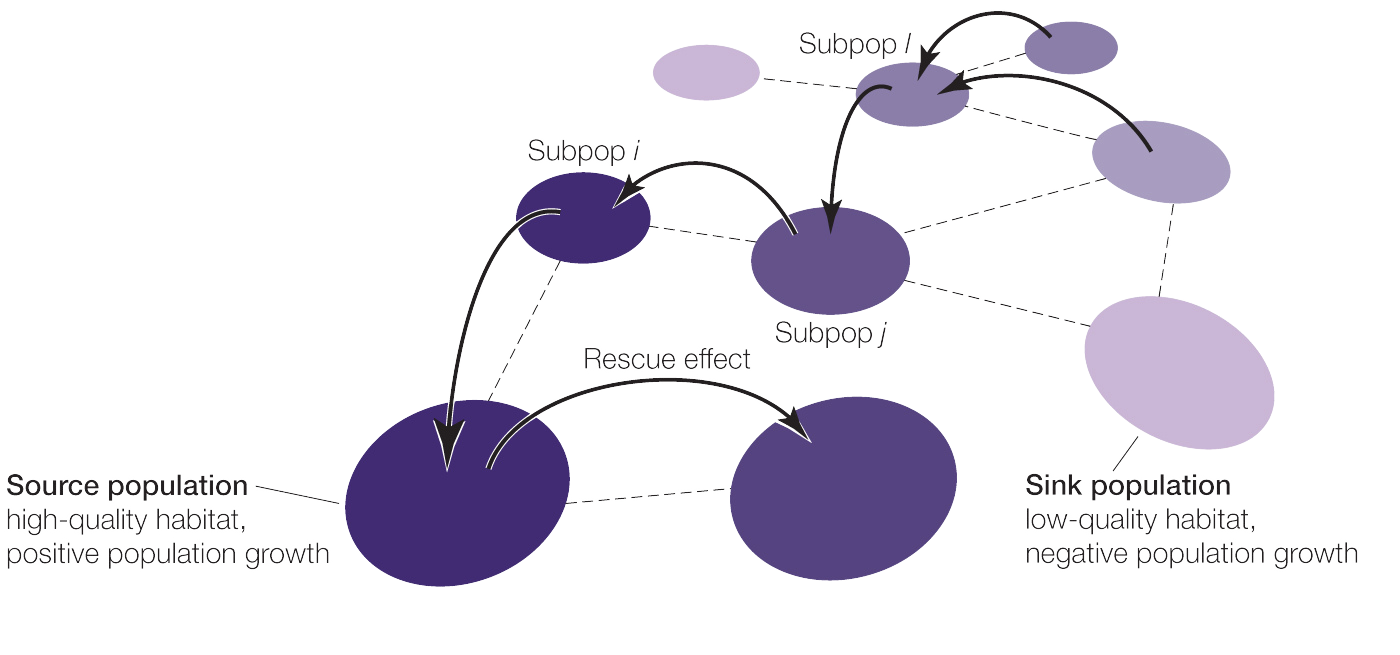 Subpop l
Subpop i
Subpop j
Rescue effect
Source population
high-quality habitat,
positive population growth
Sink population
low-quality habitat,
negative population growth